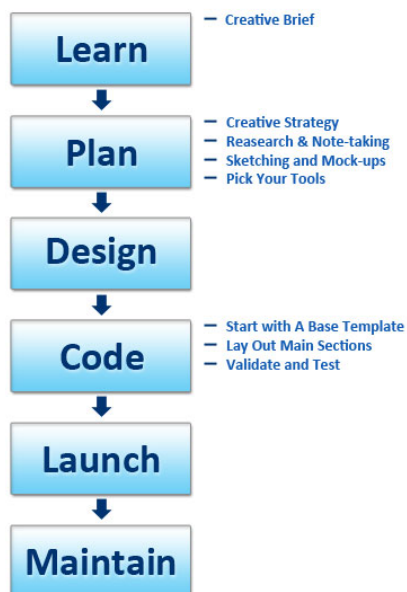 Learn
— Creative Brief
Plan
— Creative Strategy
— Reasearch & Note-taking
— Sketching and Mock-ups
— Pick Your Tools
Design
Code
— Start with A Base Template
— Lay Out Main Sections
— Validate and Test
Launch
Maintain